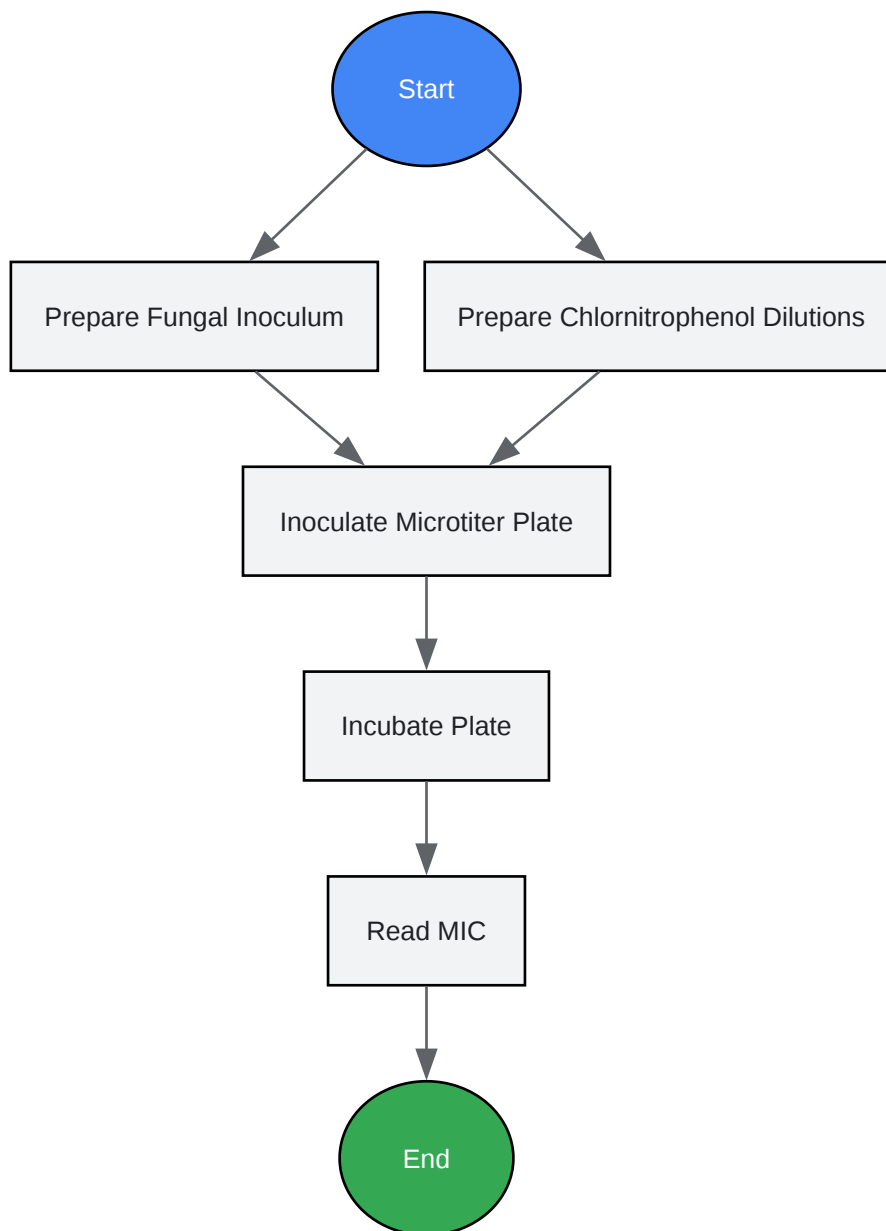 Start
Prepare Fungal Inoculum
Prepare Chlornitrophenol Dilutions
Inoculate Microtiter Plate
Incubate Plate
Read MIC
End